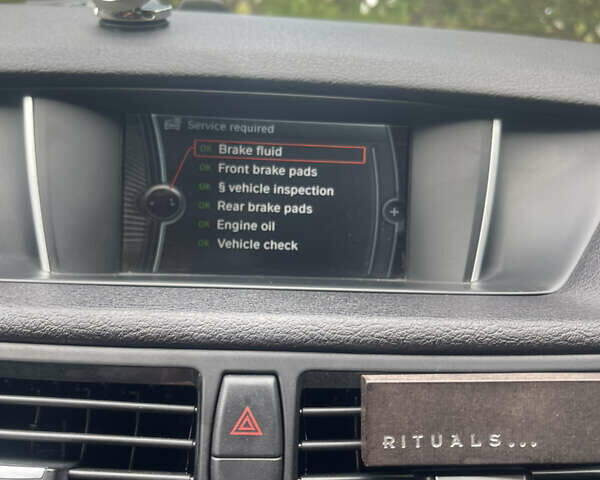 Service required
OK Brake fluid
OK Front brake pads
OK § vehicle inspection
OK Rear brake pads
OK Engine oil
OK Vehicle check
RITUALS...